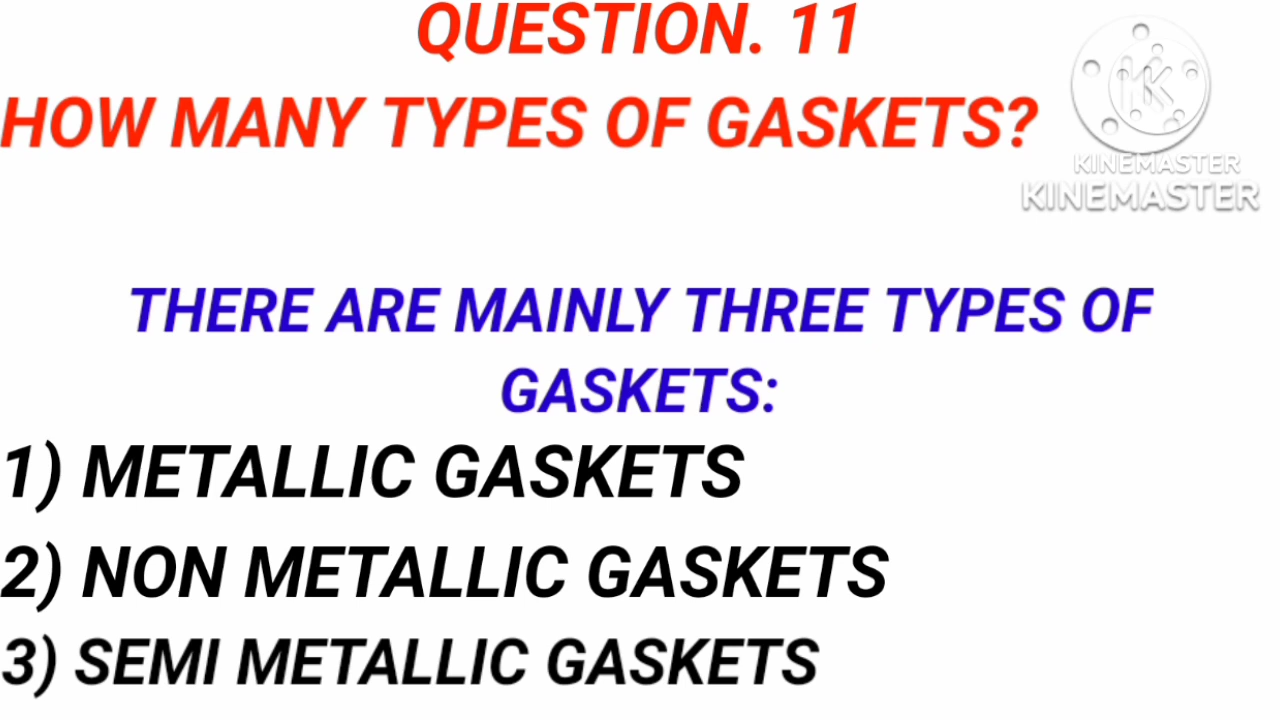 QUESTION. 11
HOW MANY TYPES OF GASKETS?
KINEMASTER
KINEMASTER
THERE ARE MAINLY THREE TYPES OF
GASKETS:
1) METALLIC GASKETS
2) NON METALLIC GASKETS
3) SEMI METALLIC GASKETS